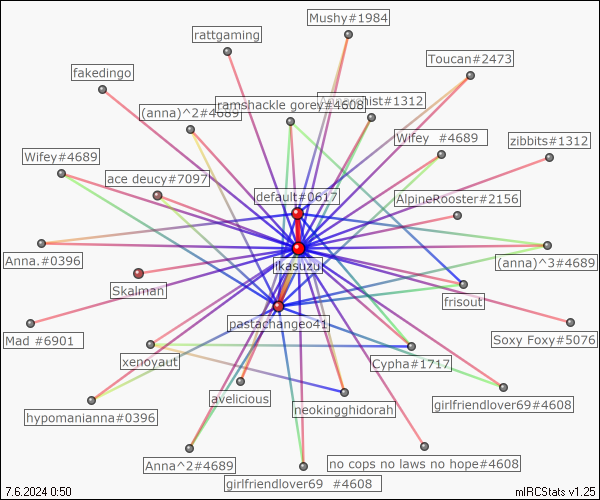 Mushy#1984
rattgaming
Toucan#2473
fakedingo
ramshackle gorey#4608
#1312
(anna)^2#4689
Wifey #4689
zibbits#1312
Wifey#4689
ace deucy#7097
default#0617
AlpineRooster#2156
Anna.#0396
(anna)^3#4689
ikasuzu
Skalman
frisout
pastachangeo41
Mad #6901
Soxy Foxy#5076
xenoyaut
Cypha#1717
avelicious
neokingghidorah
girlfriendlover69#4608
hypomanianna#0396
Anna^2#4689
no cops no laws no hope#4608
girlfriendlover69 #4608
7.6.2024 0:50
mIRCStats v1.25